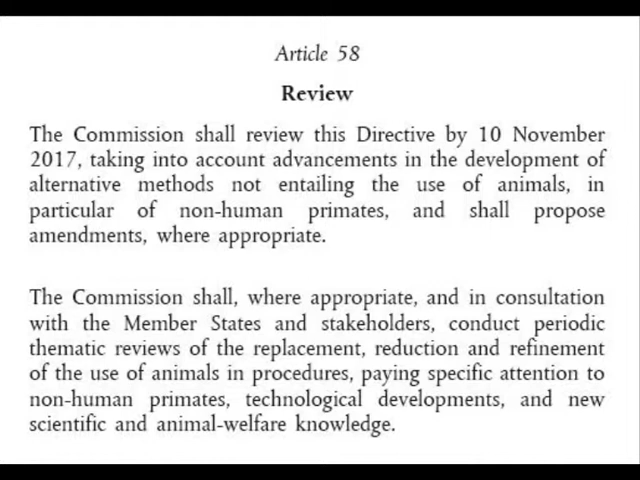 Article 58
Review
The Commission shall review this Directive by 10 November
2017, taking into account advancements in the development of
alternative methods not entailing the use of animals, in
particular of non-human primates, and shall propose
amendments, where appropriate.
The Commission shall, where appropriate, and in consultation
with the Member States and stakeholders, conduct periodic
thematic reviews of the replacement, reduction and refinement
of the use of animals in procedures, paying specific attention to
non-human primates, technological developments, and new
scientific and animal-welfare knowledge.